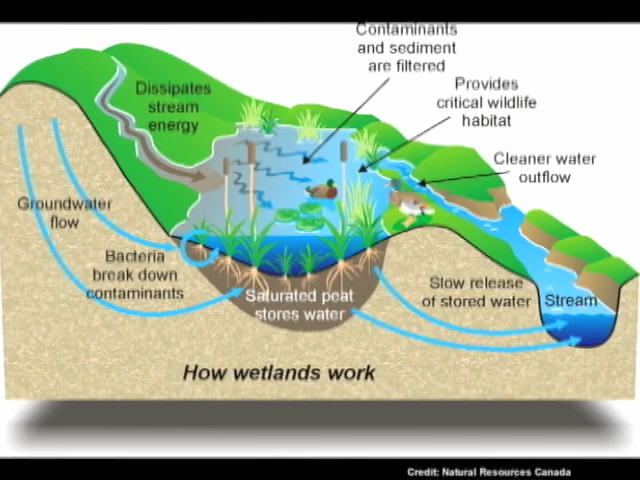 Contaminants
and sediment
are filtered
Dissipates
stream
energy
Provides
critical wildlife
habitat
Cleaner water
outflow
Groundwater
flow
Bacteria
break down
contaminants
Saturated peat
stores water
Slow release
of stored water
Stream
How wetlands work
Credit: Natural Resources Canada